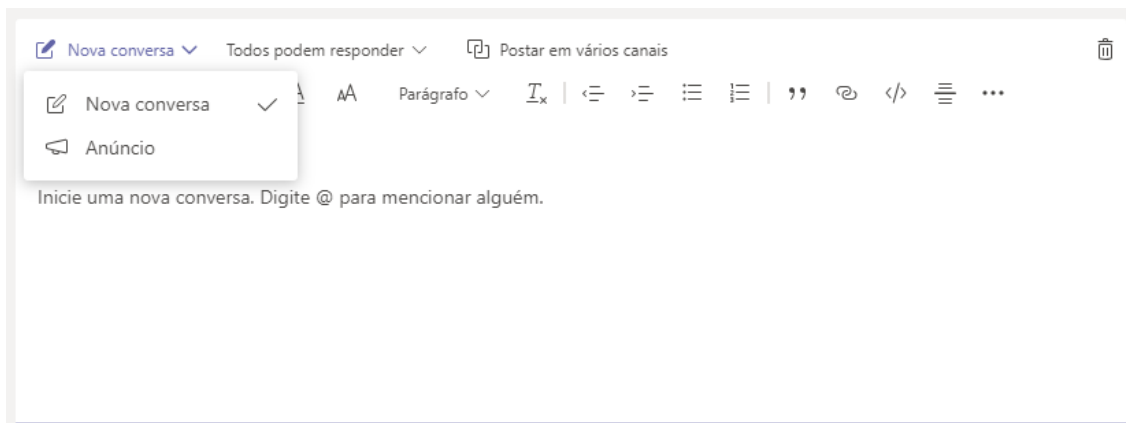 Nova conversa Todos podem responder Postar em vários canais
Nova conversa A AA Parágrafo
Anúncio
Inicie uma nova conversa. Digite @ para mencionar alguém.